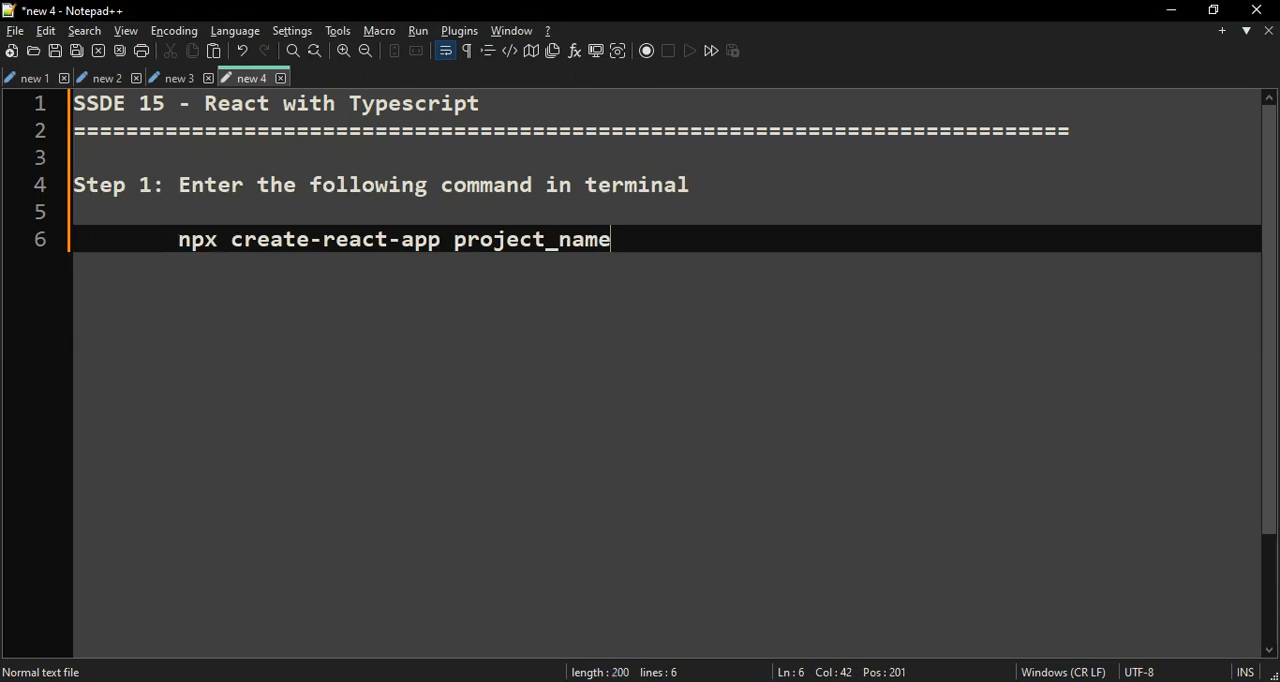 *new 4 - Notepad++
File Edit Search View Encoding Language Settings Tools Macro Run Plugins Window ?
new 1 new 2 new 3 new 4
1 SSDE 15 - React with Typescript
2 ============================================================================
3
4 Step 1: Enter the following command in terminal
5
6 npx create-react-app project_name
Normal text file length : 200 lines : 6 Ln : 6 Col : 42 Pos : 201 Windows (CR LF) UTF-8 INS